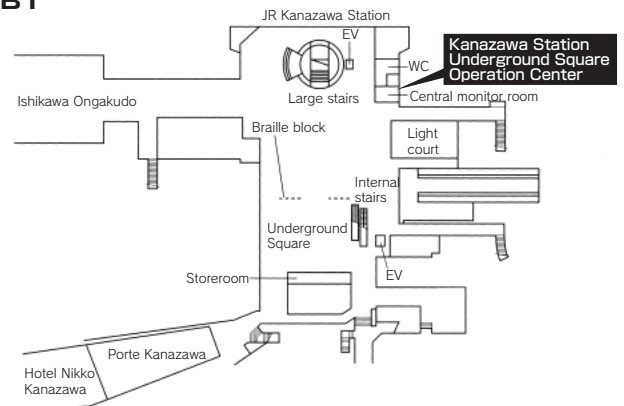 B1
JR Kanazawa Station
EV
Kanazawa Station
Underground Square
Operation Center
WC
Large stairs
Central monitor room
Ishikawa Ongakudo
Braille block
Light
court
Internal
stairs
Underground
Square
EV
Storeroom
Porte Kanazawa
Hotel Nikko
Kanazawa